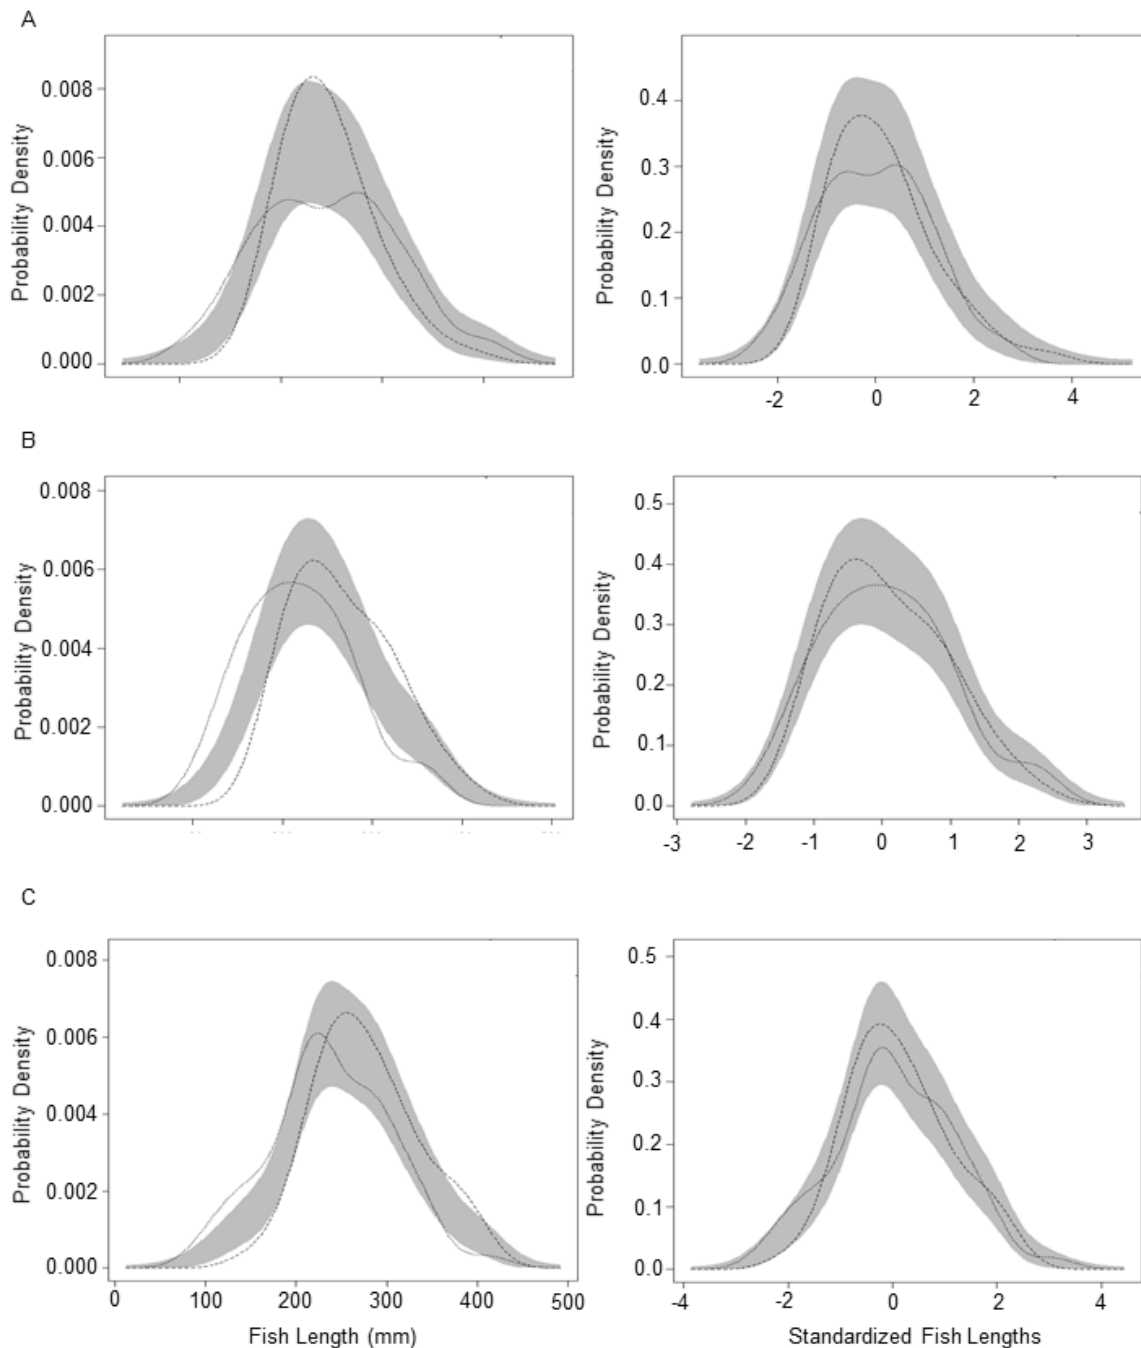 A
Probability Density
0.008
0.006
0.004
0.002
0.000
Probability Density
0.4
0.3
0.2
0.1
0.0
-2 0 2 4
B
Probability Density
0.008
0.006
0.004
0.002
0.000
Probability Density
0.5
0.4
0.3
0.2
0.1
0.0
-3 -2 -1 0 1 2 3
C
Probability Density
0.008
0.006
0.004
0.002
0.000
0 100 200 300 400 500
Fish Length (mm)
Probability Density
0.5
0.4
0.3
0.2
0.1
0.0
-4 -2 0 2 4
Standardized Fish Lengths